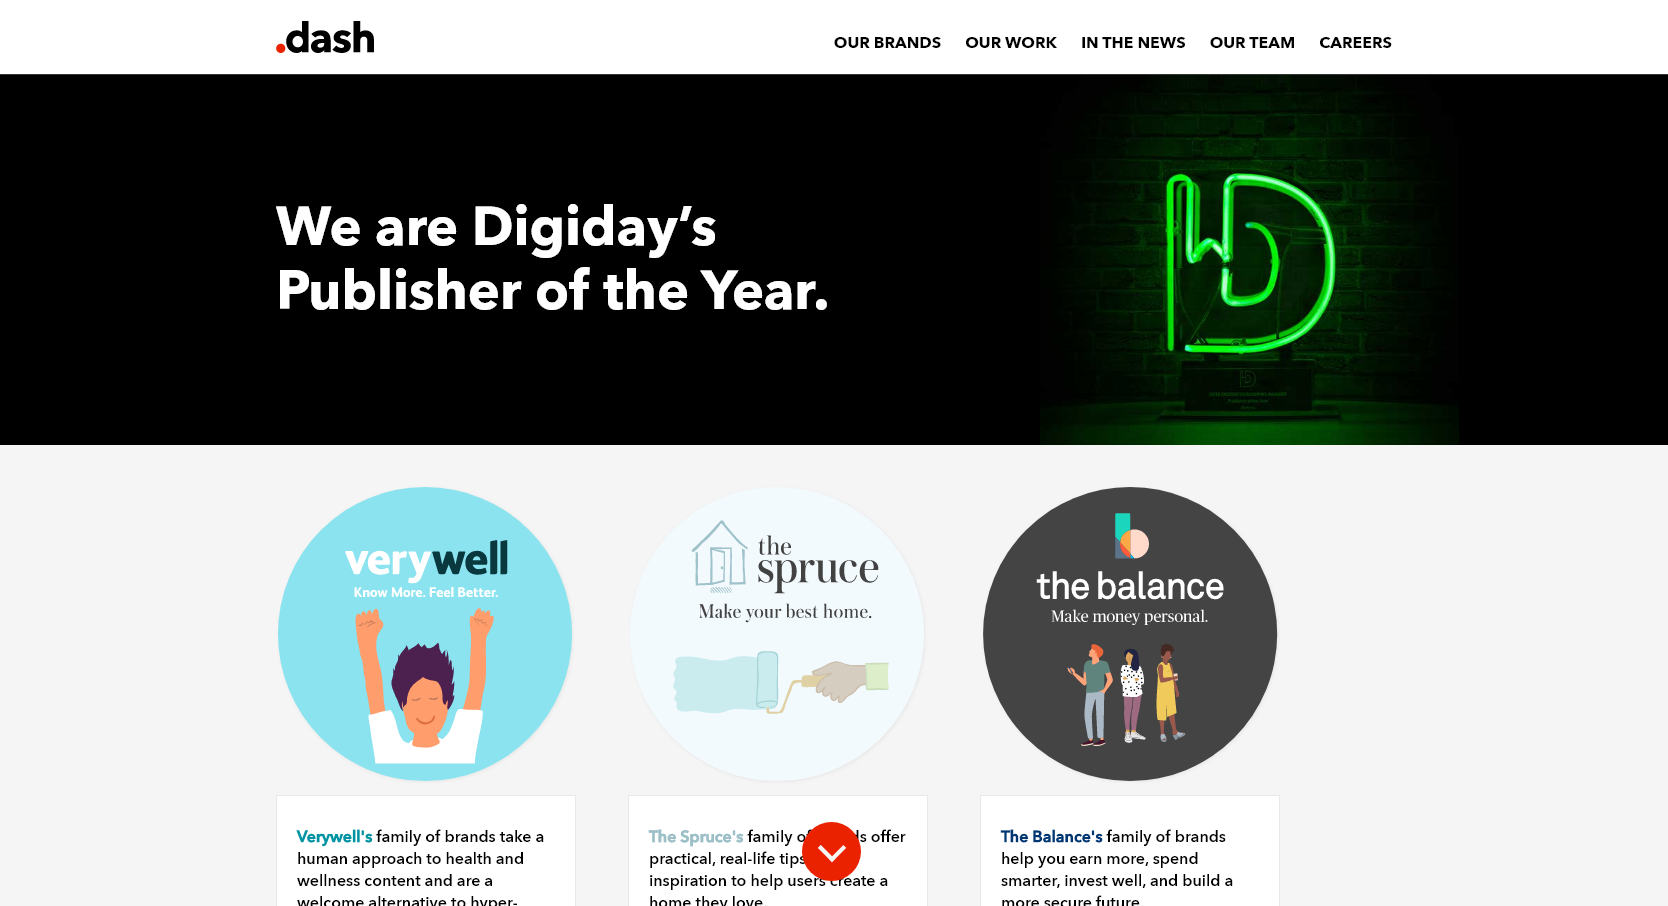 .dash
OUR BRANDS
OUR WORK
IN THE NEWS
OUR TEAM
CAREERS
We are Digiday’s
Publisher of the Year.
verywell
Know More. Feel Better.
the
spruce
Make your best home.
b
the balance
Make money personal.
Verywell's family of brands take a
human approach to health and
wellness content and are a
welcome alternative to hyper-
The Spruce's family offer
practical, real-life tips
inspiration to help users create a
home they love.
The Balance's family of brands
help you earn more, spend
smarter, invest well, and build a
more secure future.